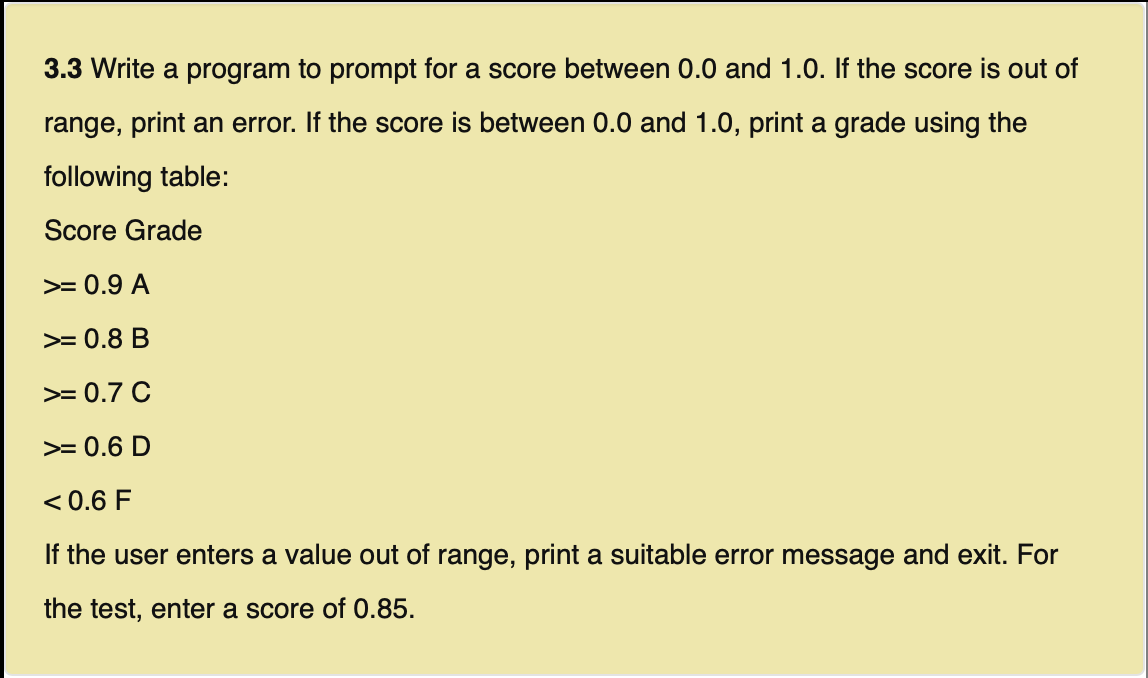 3.3 Write a program to prompt for a score between 0.0 and 1.0. If the score is out of
range, print an error. If the score is between 0.0 and 1.0, print a grade using the
following table:
Score Grade
>= 0.9 A
>= 0.8 B
>= 0.7 C
>= 0.6 D
< 0.6 F
If the user enters a value out of range, print a suitable error message and exit. For
the test, enter a score of 0.85.